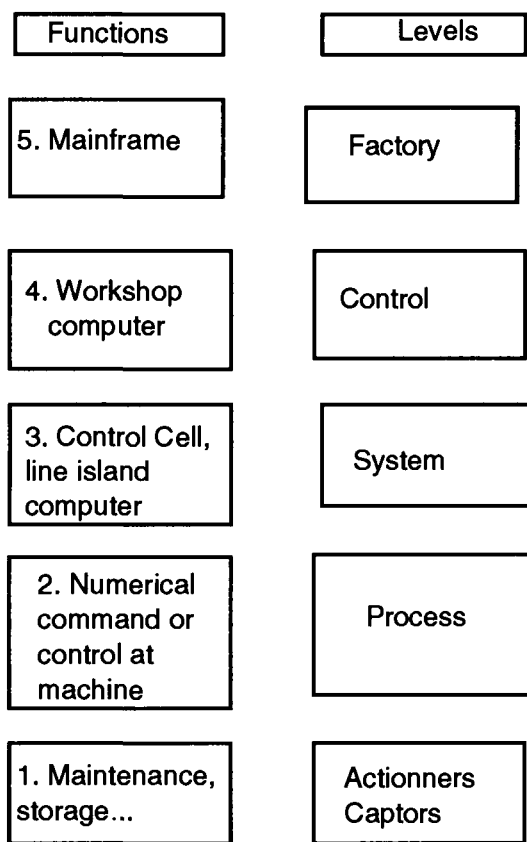 Functions
Levels
5. Mainframe
Factory
4. Workshop
computer
Control
3. Control Cell,
line island
computer
System
2. Numerical
command or
control at
machine
Process
1. Maintenance,
storage...
Actionners
Captors